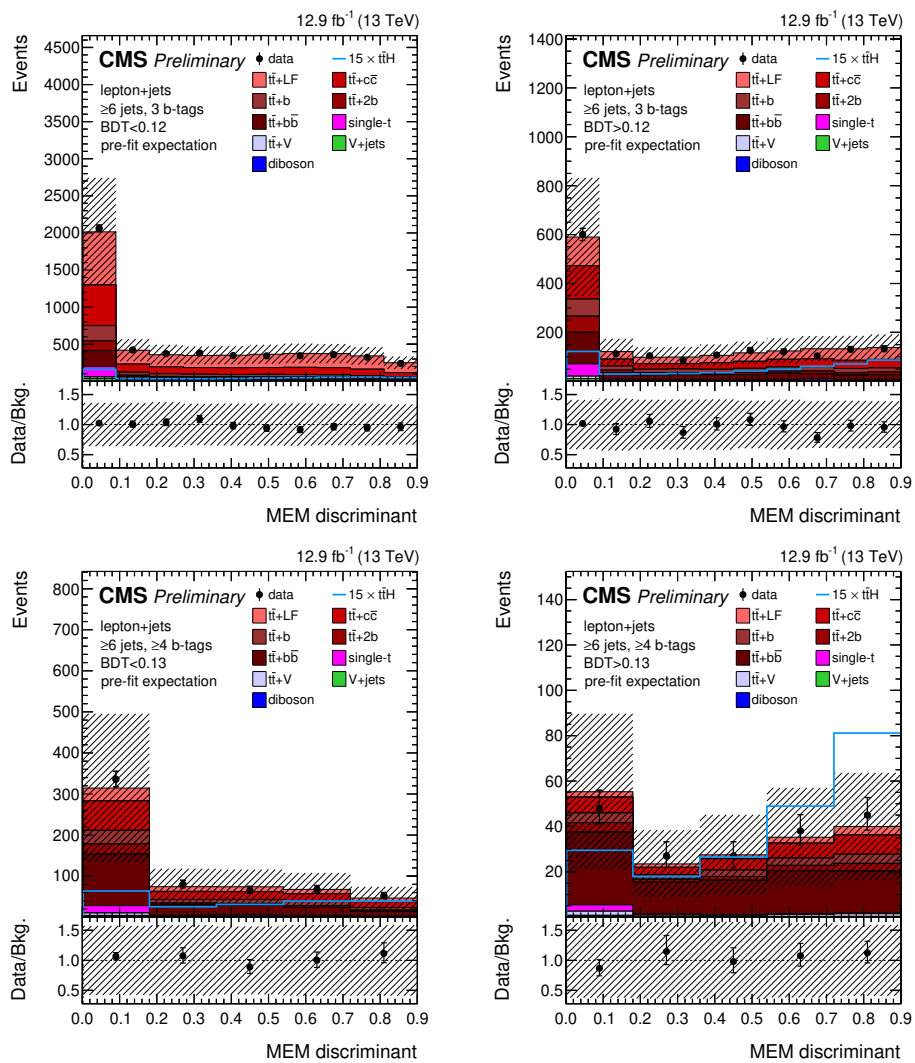 12.9 fb⁻¹ (13 TeV)
Events
4500
4000
3500
3000
2500
2000
1500
1000
500
CMS Preliminary
lepton+jets
≥6 jets, 3 b-tags
BDT<0.12
pre-fit expectation
data
15 × tt̄H
tt̄+LF
tt̄+cc̄
tt̄+b
tt̄+2b
tt̄+bb̄
single-t
tt̄+V
V+jets
diboson
Data/Bkg.
1.5
1.0
0.5
0.0 0.1 0.2 0.3 0.4 0.5 0.6 0.7 0.8 0.9
MEM discriminant
12.9 fb⁻¹ (13 TeV)
Events
1400
1200
1000
800
600
400
200
CMS Preliminary
lepton+jets
≥6 jets, 3 b-tags
BDT>0.12
pre-fit expectation
data
15 × tt̄H
tt̄+LF
tt̄+cc̄
tt̄+b
tt̄+2b
tt̄+bb̄
single-t
tt̄+V
V+jets
diboson
Data/Bkg.
1.5
1.0
0.5
0.0 0.1 0.2 0.3 0.4 0.5 0.6 0.7 0.8 0.9
MEM discriminant
12.9 fb⁻¹ (13 TeV)
Events
800
700
600
500
400
300
200
100
CMS Preliminary
lepton+jets
≥6 jets, ≥4 b-tags
BDT<0.13
pre-fit expectation
data
15 × tt̄H
tt̄+LF
tt̄+cc̄
tt̄+b
tt̄+2b
tt̄+bb̄
single-t
tt̄+V
V+jets
diboson
Data/Bkg.
1.5
1.0
0.5
0.0 0.1 0.2 0.3 0.4 0.5 0.6 0.7 0.8 0.9
MEM discriminant
12.9 fb⁻¹ (13 TeV)
Events
140
120
100
80
60
40
20
CMS Preliminary
lepton+jets
≥6 jets, ≥4 b-tags
BDT>0.13
pre-fit expectation
data
15 × tt̄H
tt̄+LF
tt̄+cc̄
tt̄+b
tt̄+2b
tt̄+bb̄
single-t
tt̄+V
V+jets
diboson
Data/Bkg.
1.5
1.0
0.5
0.0 0.1 0.2 0.3 0.4 0.5 0.6 0.7 0.8 0.9
MEM discriminant